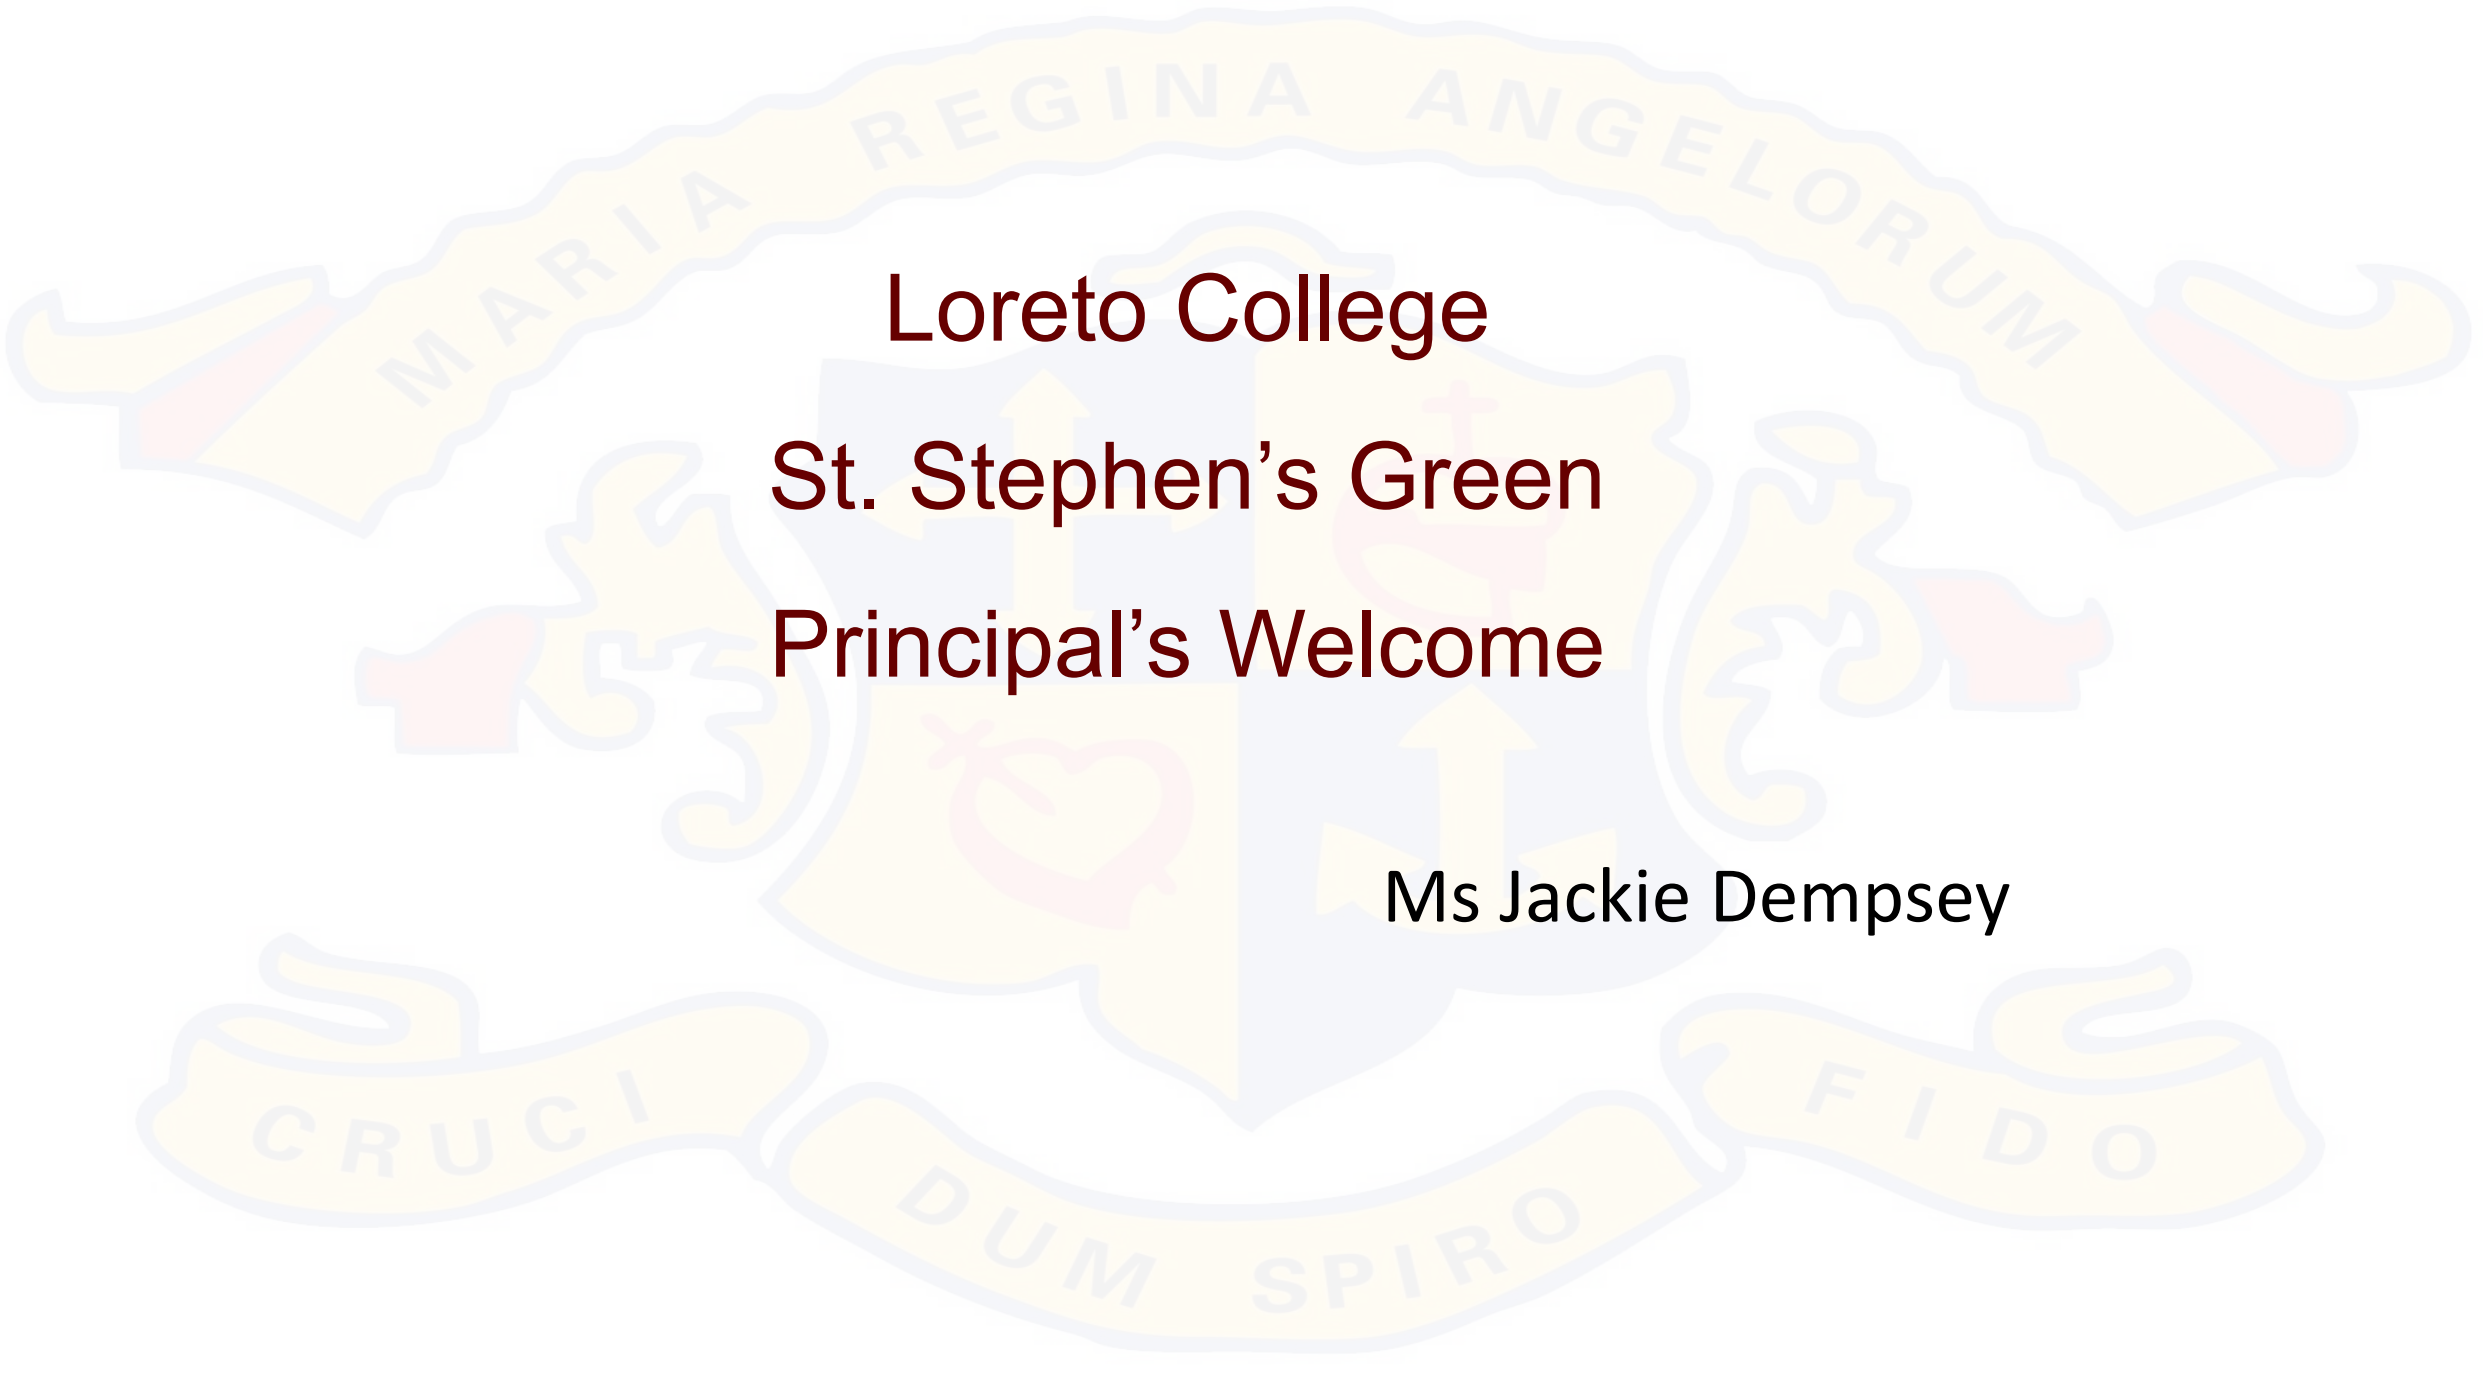 MARIA REGINA ANGELORUM
Loreto College
St. Stephen’s Green
Principal’s Welcome
Ms Jackie Dempsey
CRUCI DUM SPIRO FIDO